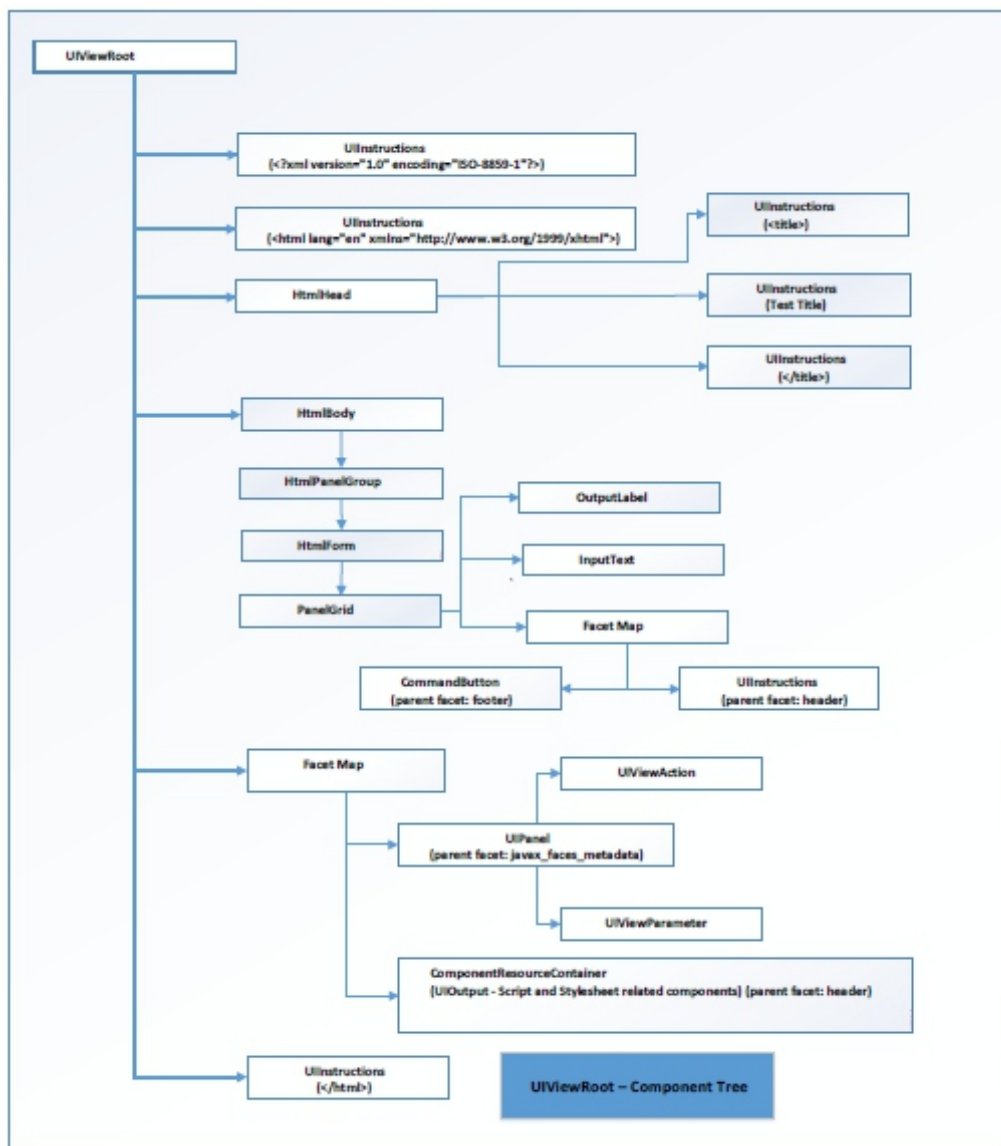 UIViewRoot
UIInstructions
(<?xml version="1.0" encoding="ISO-8859-1"?>)
UIInstructions
(<html lang="en" xmlns="http://www.w3.org/1999/xhtml">)
UIInstructions
(<title>)
HtmlHead
UIInstructions
(Test Title)
UIInstructions
(</title>)
HtmlBody
HtmlPanelGroup
OutputLabel
HtmlForm
InputText
PanelGrid
Facet Map
CommandButton
(parent facet: footer)
UIInstructions
(parent facet: header)
Facet Map
UIViewAction
UIPanel
(parent facet: javax_faces_metadata)
UIViewParameter
ComponentResourceContainer
(UIOutput - Script and Stylesheet related components) (parent facet: header)
UIInstructions
(</html>)
UIViewRoot – Component Tree